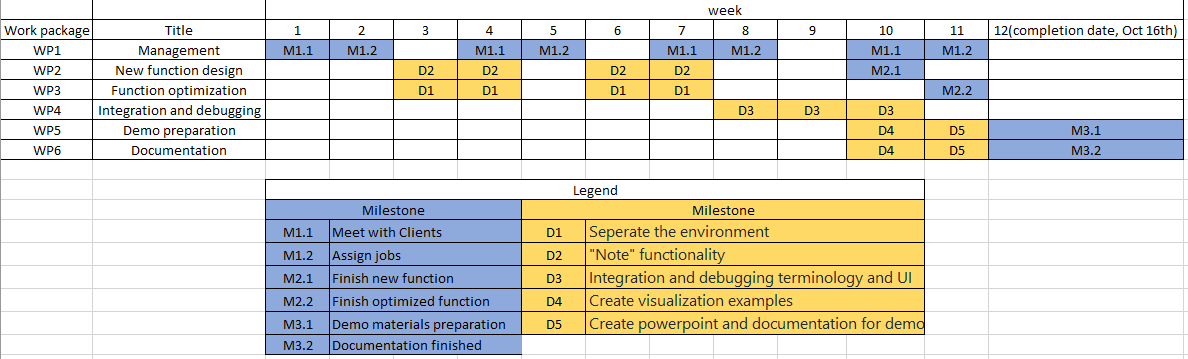 week
Work package Title 1 2 3 4 5 6 7 8 9 10 11 12(completion date, Oct 16th)
WP1 Management M1.1 M1.2 M1.1 M1.2 M1.1 M1.2 M1.1 M1.2
WP2 New function design D2 D2 D2 D2 M2.1
WP3 Function optimization D1 D1 D1 D1 M2.2
WP4 Integration and debugging D3 D3 D3
WP5 Demo preparation D4 D5 M3.1
WP6 Documentation D4 D5 M3.2
Legend
Milestone Milestone
M1.1 Meet with Clients D1 Seperate the environment
M1.2 Assign jobs D2 "Note" functionality
M2.1 Finish new function D3 Integration and debugging terminology and UI
M2.2 Finish optimized function D4 Create visualization examples
M3.1 Demo materials preparation D5 Create powerpoint and documentation for demo
M3.2 Documentation finished